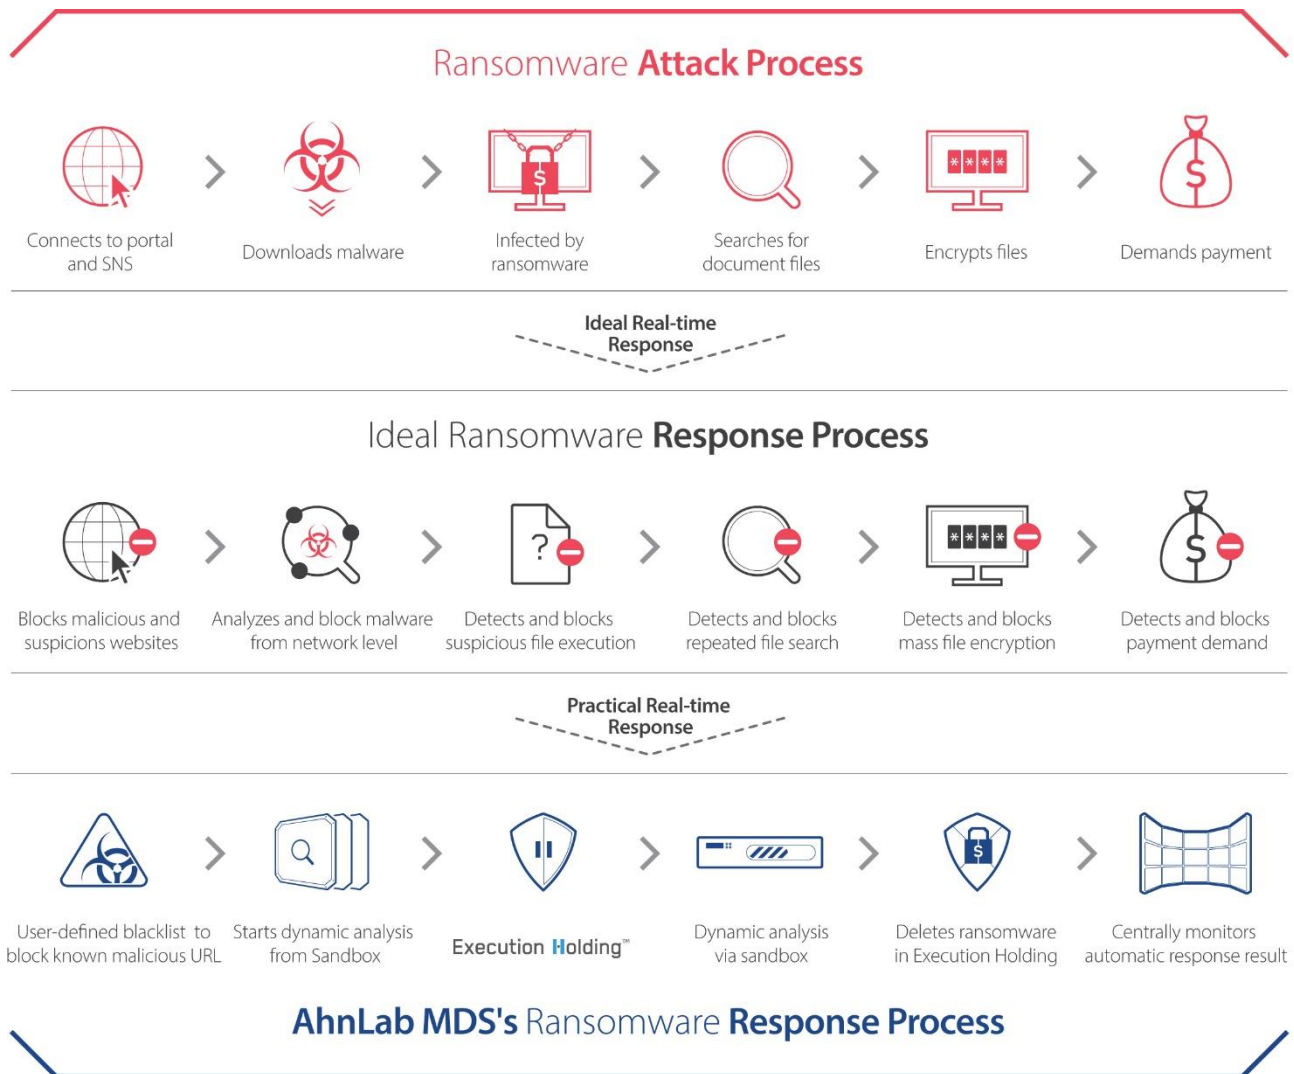 Ransomware Attack Process
Connects to portal
and SNS
Downloads malware
Infected by
ransomware
Searches for
document files
Encrypts files
Demands payment
Ideal Real-time
Response
Ideal Ransomware Response Process
Blocks malicious and
suspicions websites
Analyzes and block malware
from network level
Detects and blocks
suspicious file execution
Detects and blocks
repeated file search
Detects and blocks
mass file encryption
Detects and blocks
payment demand
Practical Real-time
Response
User-defined blacklist to
block known malicious URL
Starts dynamic analysis
from Sandbox
Execution Holding™
Dynamic analysis
via sandbox
Deletes ransomware
in Execution Holding
Centrally monitors
automatic response result
AhnLab MDS's Ransomware Response Process